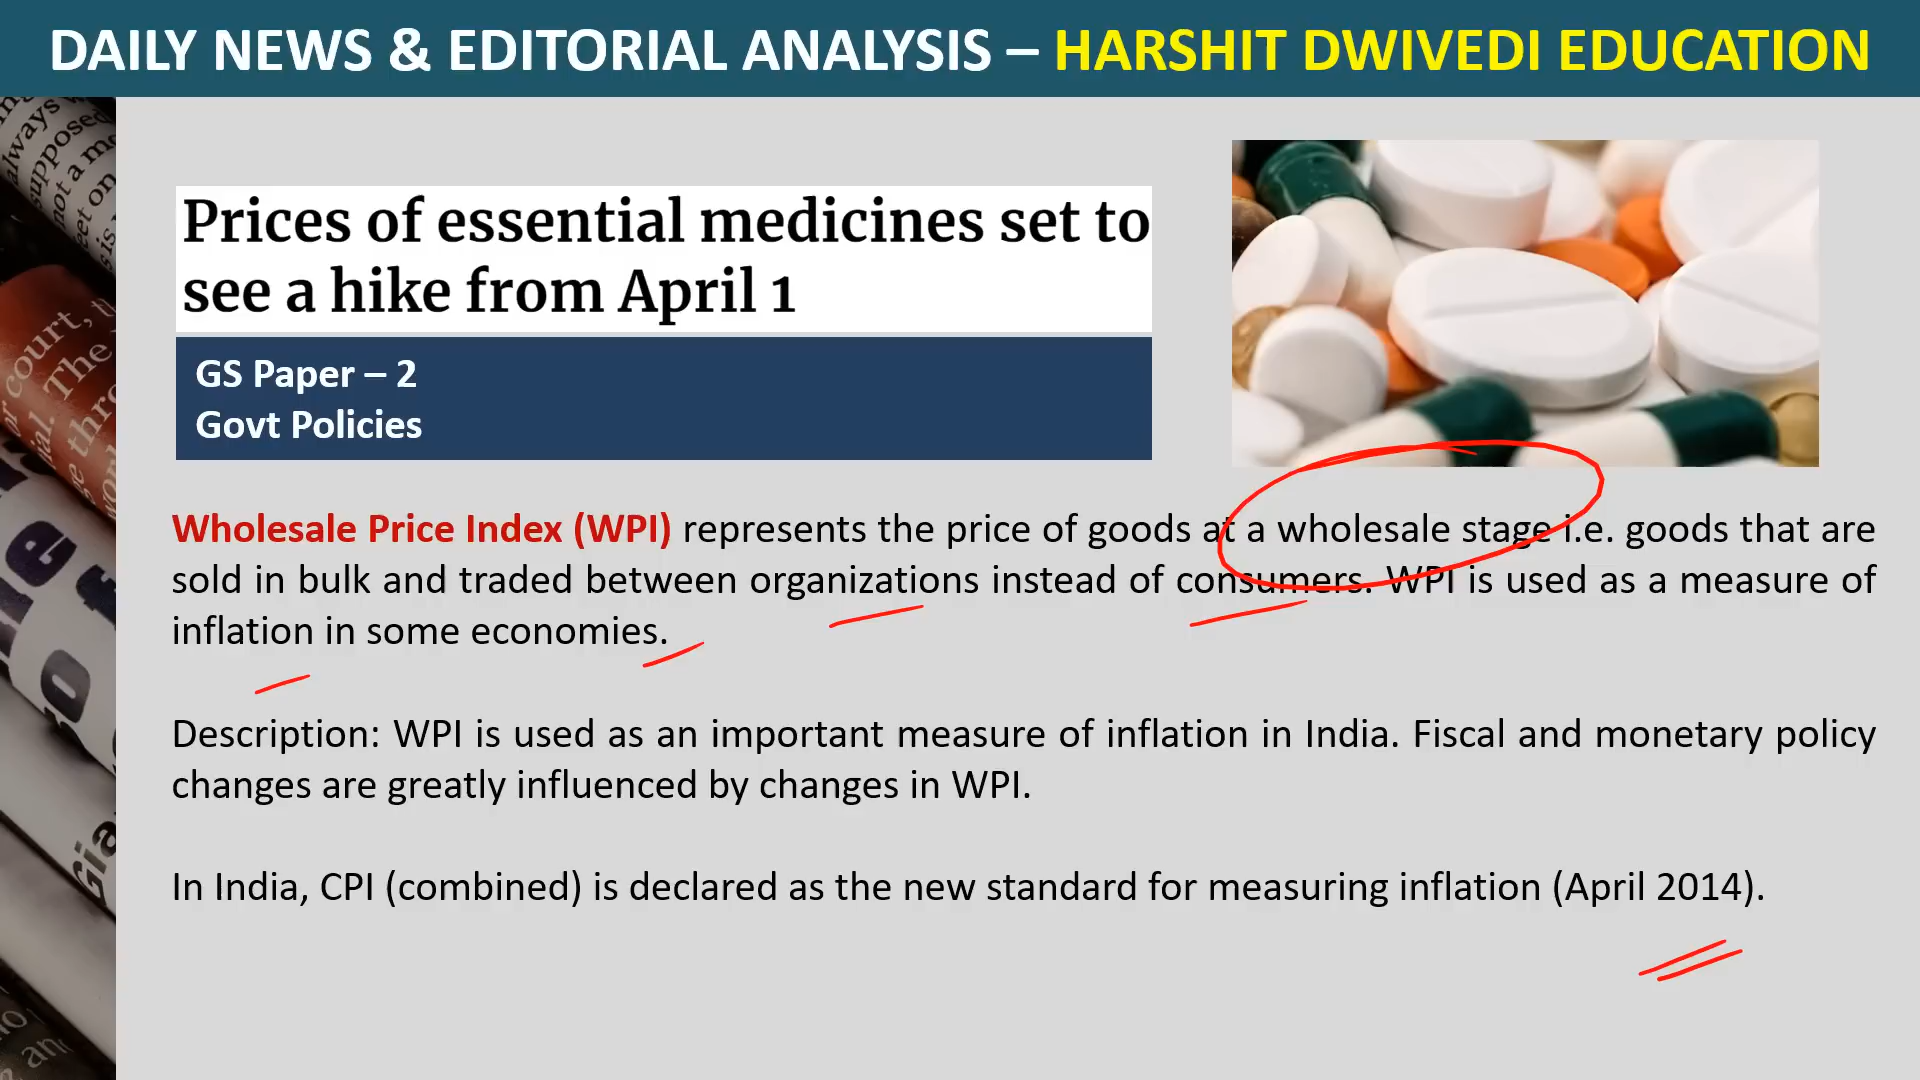 DAILY NEWS & EDITORIAL ANALYSIS – HARSHIT DWIVEDI EDUCATION
Prices of essential medicines set to
see a hike from April 1
GS Paper – 2
Govt Policies
Wholesale Price Index (WPI) represents the price of goods at a wholesale stage i.e. goods that are
sold in bulk and traded between organizations instead of consumers. WPI is used as a measure of
inflation in some economies.
Description: WPI is used as an important measure of inflation in India. Fiscal and monetary policy
changes are greatly influenced by changes in WPI.
In India, CPI (combined) is declared as the new standard for measuring inflation (April 2014).